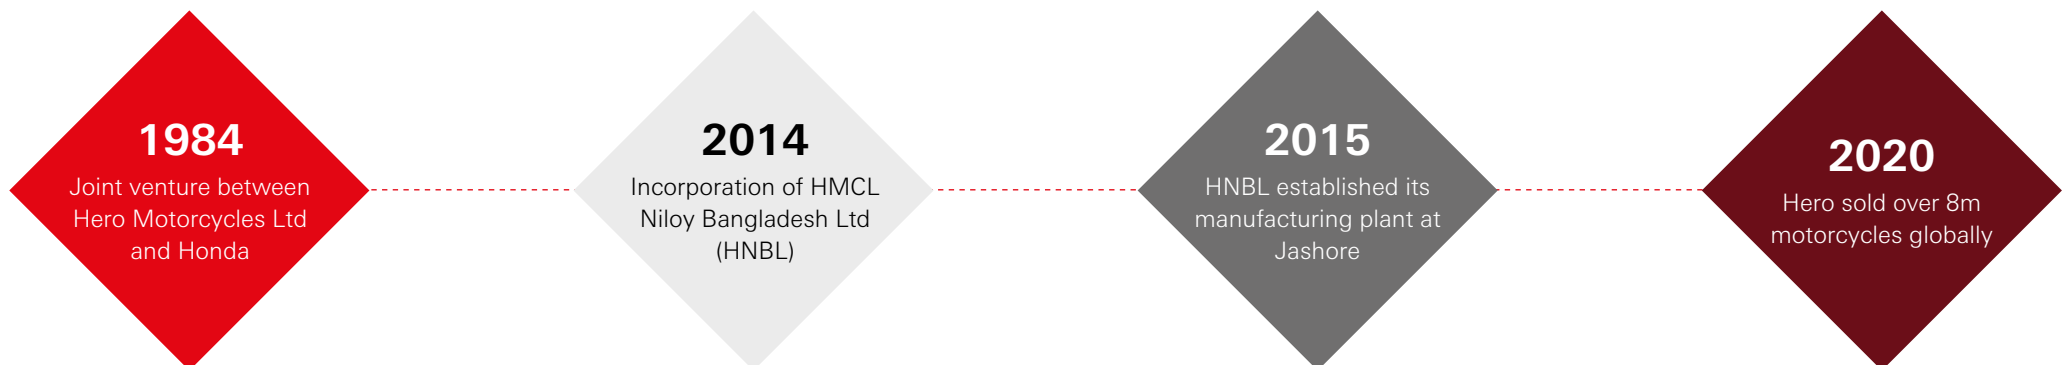 1984
Joint venture between
Hero Motorcycles Ltd
and Honda
2014
Incorporation of HMCL
Niloy Bangladesh Ltd
(HNBL)
2015
HNBL established its
manufacturing plant at
Jashore
2020
Hero sold over 8m
motorcycles globally